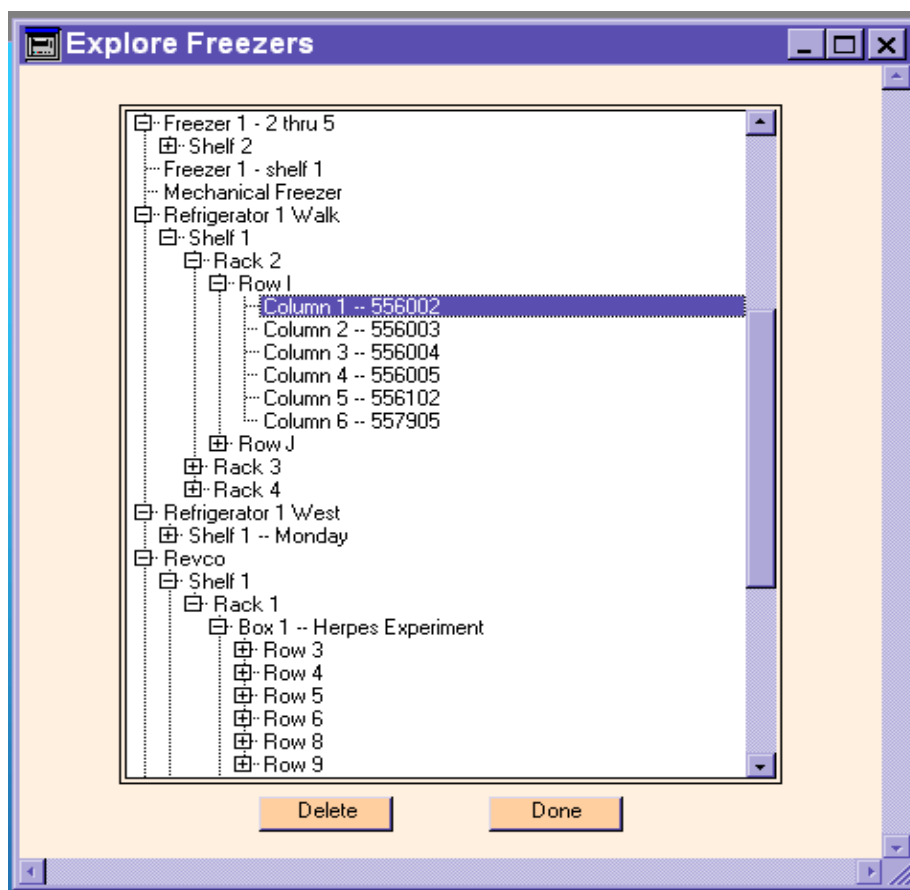 Explore Freezers
Freezer 1 - 2 thru 5
Shelf 2
Freezer 1 - shelf 1
Mechanical Freezer
Refrigerator 1 Walk
Shelf 1
Rack 2
Row I
Column 1 -- 556002
Column 2 -- 556003
Column 3 -- 556004
Column 4 -- 556005
Column 5 -- 556102
Column 6 -- 557905
Row J
Rack 3
Rack 4
Refrigerator 1 West
Shelf 1 -- Monday
Revco
Shelf 1
Rack 1
Box 1 -- Herpes Experiment
Row 3
Row 4
Row 5
Row 6
Row 8
Row 9
Delete Done